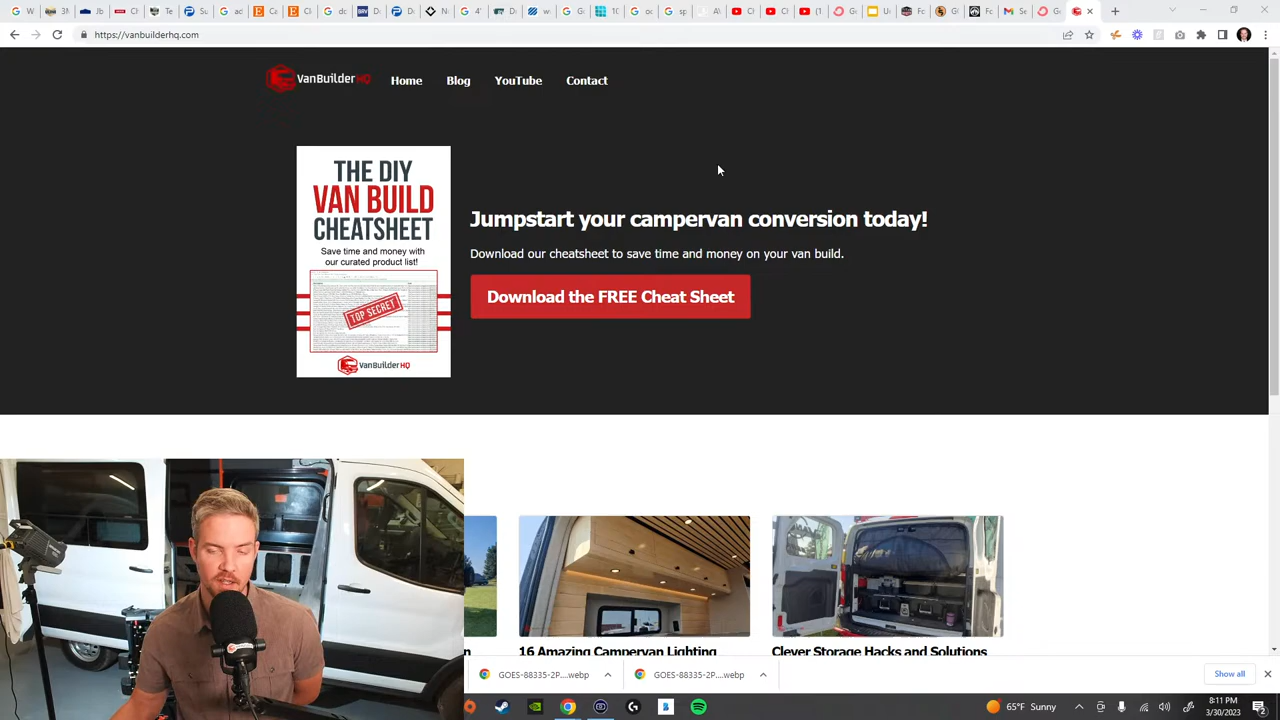 https://vanbuilderhq.com
VanBuilderHQ
Home
Blog
YouTube
Contact
THE DIY
VAN BUILD
CHEATSHEET
Save time and money with
our curated product list!
TOP SECRET
VanBuilderHQ
Jumpstart your campervan conversion today!
Download our cheatsheet to save time and money on your van build.
Download the FREE Cheat Sheet
16 Amazing Campervan Lighting
Clever Storage Hacks and Solutions
GOES-88335-2P....webp
GOES-88335-2P....webp
Show all
65°F Sunny
8:11 PM
3/30/2023